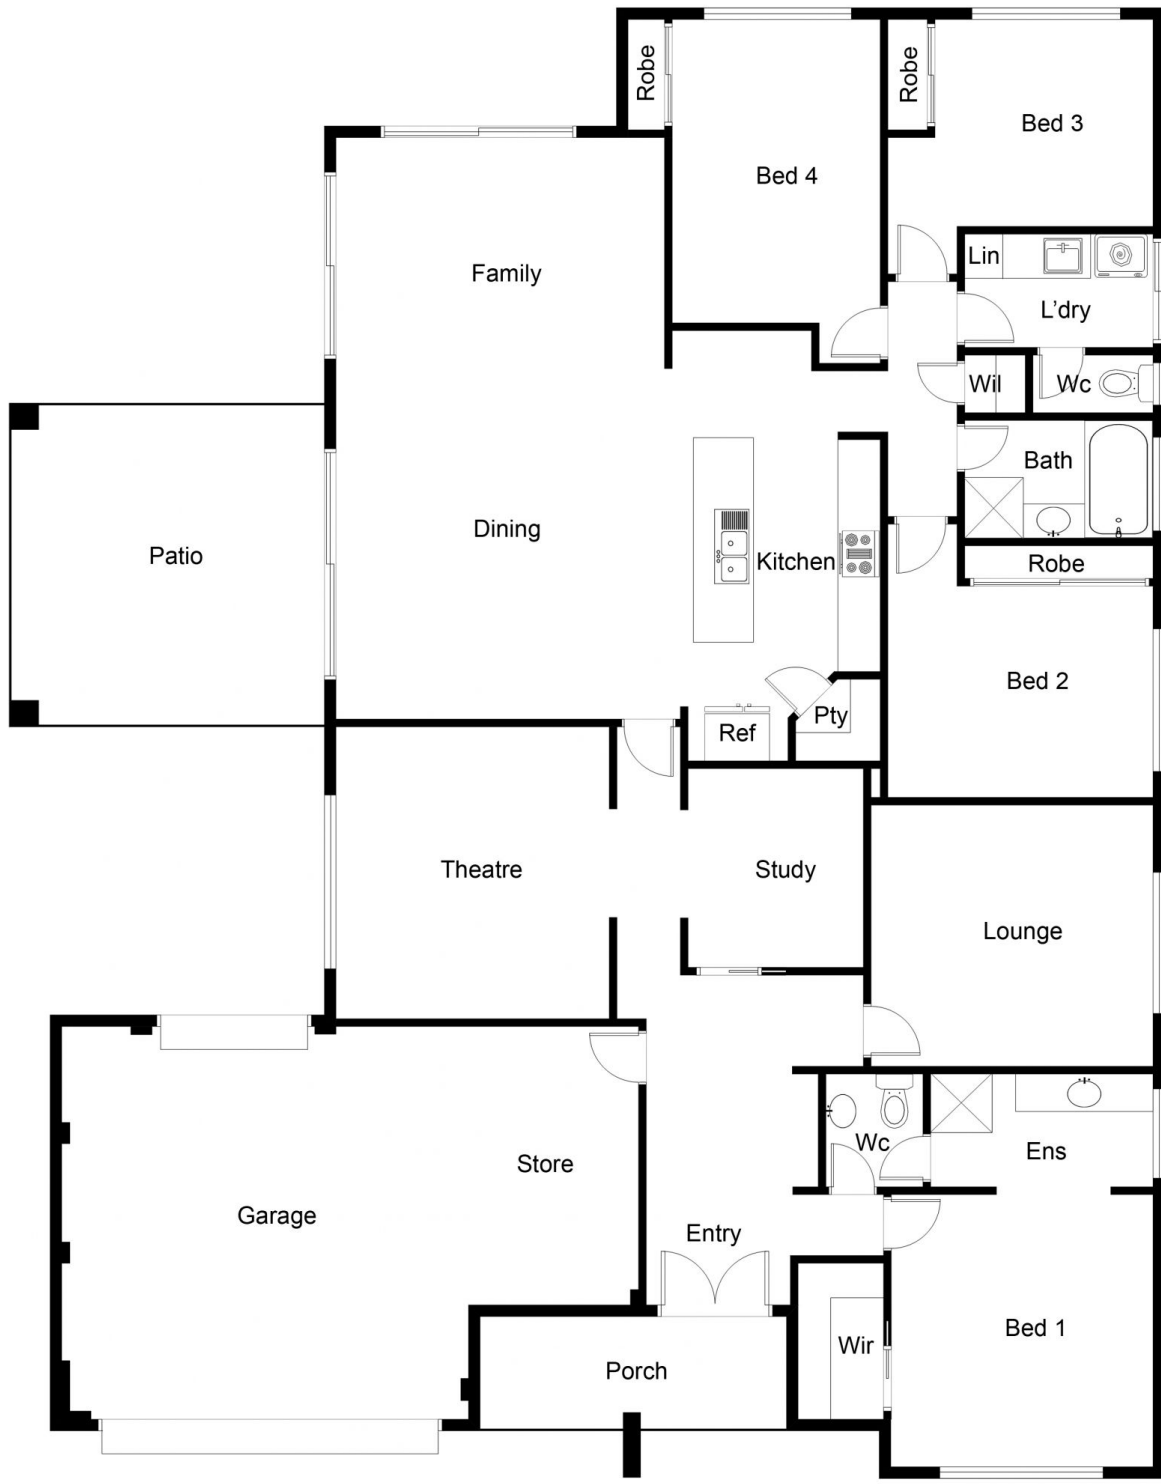 Robe
Robe
Bed 3
Bed 4
Lin
Family
L'dry
Wil
Wc
Bath
Dining
Patio
Kitchen
Robe
Bed 2
Pty
Ref
Theatre
Study
Lounge
Wc
Ens
Store
Garage
Entry
Bed 1
Wir
Porch